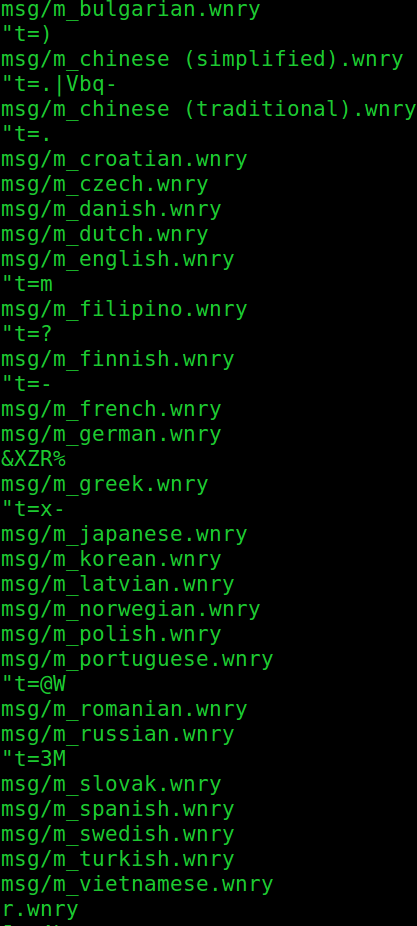 msg/m_bulgarian.wnry
"t=)
msg/m_chinese (simplified).wnry
"t=.|Vbq-
msg/m_chinese (traditional).wnry
"t=.
msg/m_croatian.wnry
msg/m_czech.wnry
msg/m_danish.wnry
msg/m_dutch.wnry
msg/m_english.wnry
"t=m
msg/m_filipino.wnry
"t=?
msg/m_finnish.wnry
"t=-
msg/m_french.wnry
msg/m_german.wnry
&XZR%
msg/m_greek.wnry
"t=x-
msg/m_japanese.wnry
msg/m_korean.wnry
msg/m_latvian.wnry
msg/m_norwegian.wnry
msg/m_polish.wnry
msg/m_portuguese.wnry
"t=@W
msg/m_romanian.wnry
msg/m_russian.wnry
"t=3M
msg/m_slovak.wnry
msg/m_spanish.wnry
msg/m_swedish.wnry
msg/m_turkish.wnry
msg/m_vietnamese.wnry
r.wnry